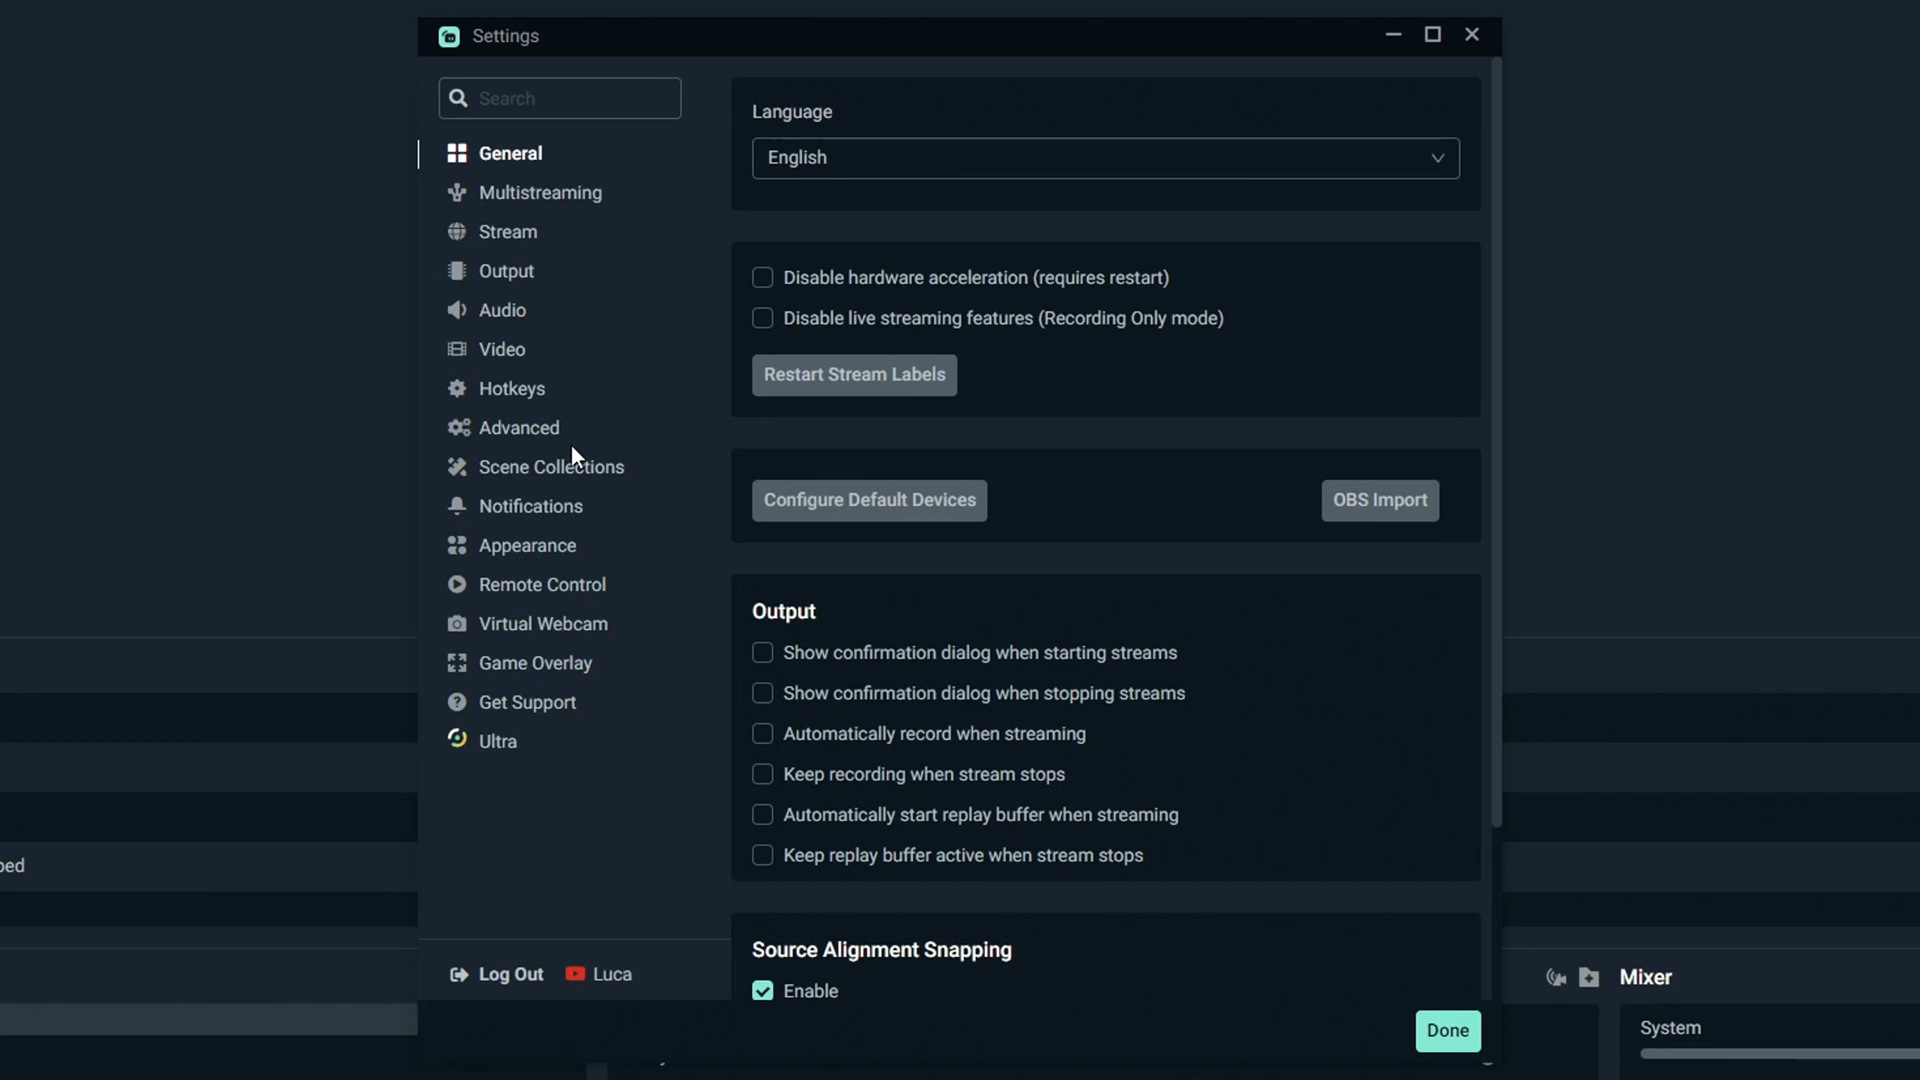 Settings
Search
General
Multistreaming
Stream
Output
Audio
Video
Hotkeys
Advanced
Scene Collections
Notifications
Appearance
Remote Control
Virtual Webcam
Game Overlay
Get Support
Ultra
Log Out Luca
Language
English
Disable hardware acceleration (requires restart)
Disable live streaming features (Recording Only mode)
Restart Stream Labels
Configure Default Devices
OBS Import
Output
Show confirmation dialog when starting streams
Show confirmation dialog when stopping streams
Automatically record when streaming
Keep recording when stream stops
Automatically start replay buffer when streaming
Keep replay buffer active when stream stops
Source Alignment Snapping
Enable
Done
ped
Mixer
System